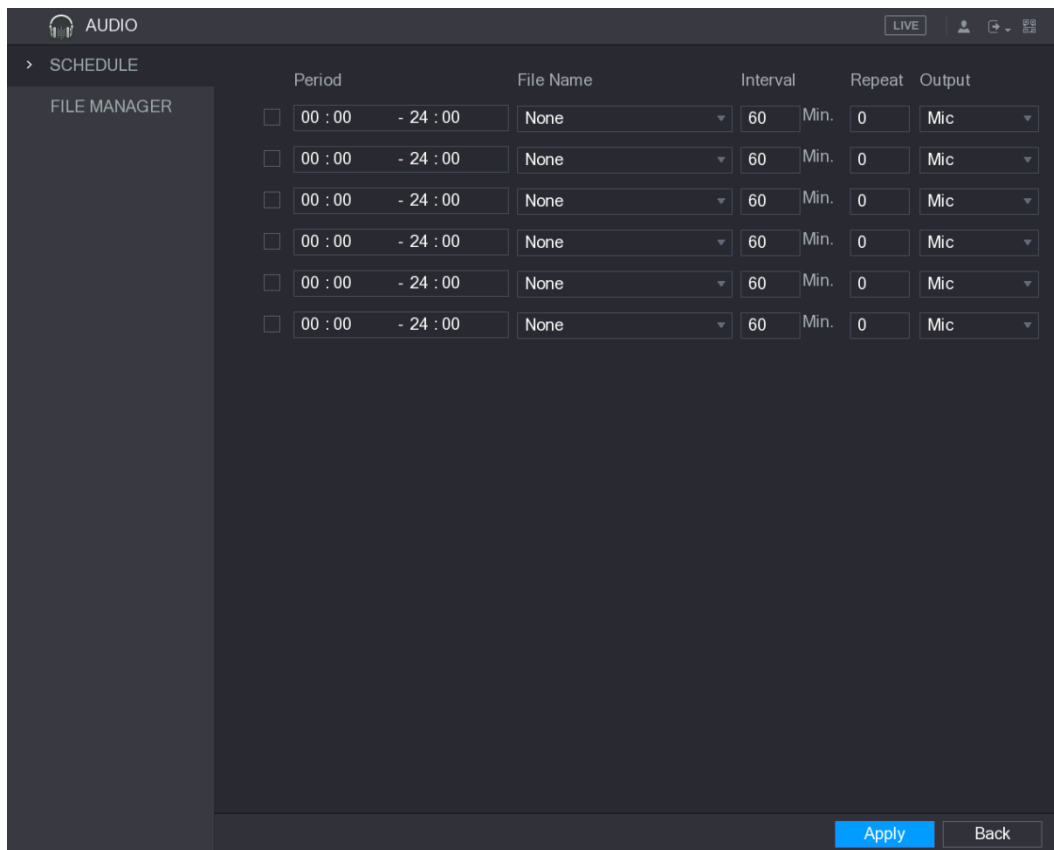 AUDIO LIVE
SCHEDULE
FILE MANAGER
Period File Name Interval Repeat Output
00 : 00 - 24 : 00 None 60 Min. 0 Mic
00 : 00 - 24 : 00 None 60 Min. 0 Mic
00 : 00 - 24 : 00 None 60 Min. 0 Mic
00 : 00 - 24 : 00 None 60 Min. 0 Mic
00 : 00 - 24 : 00 None 60 Min. 0 Mic
00 : 00 - 24 : 00 None 60 Min. 0 Mic
Apply Back